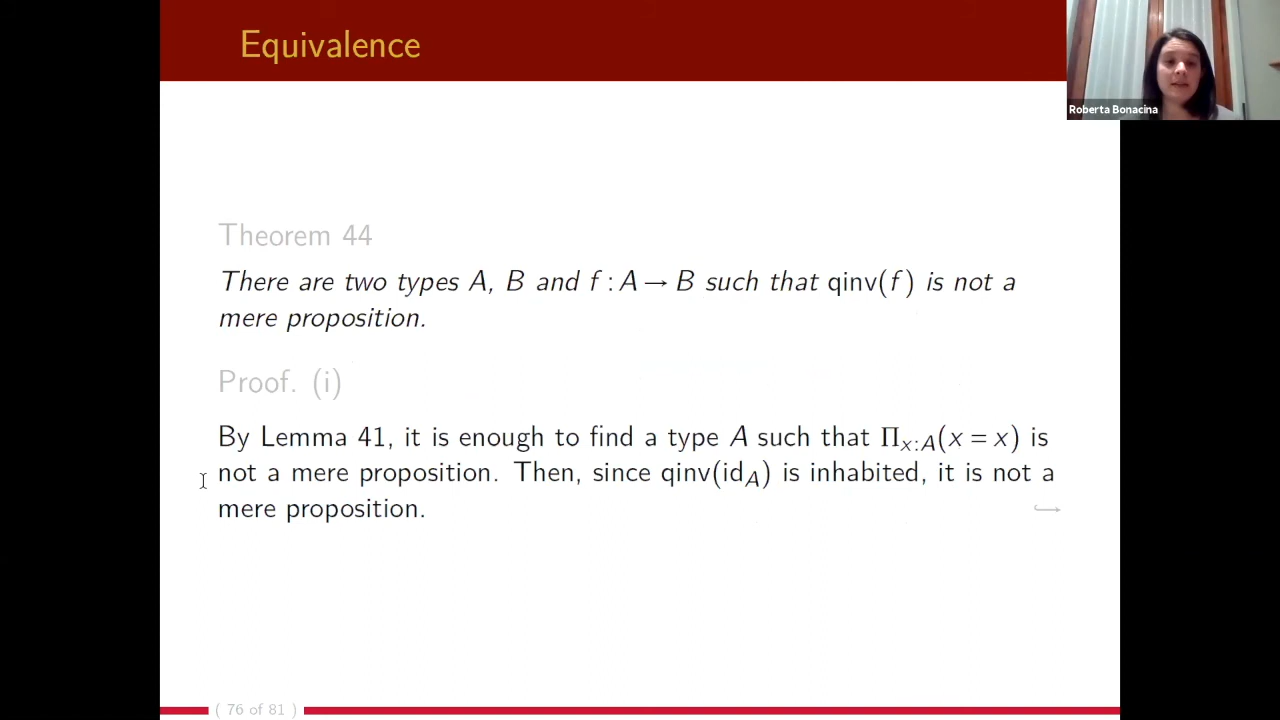 Equivalence
Roberta Bonacina
Theorem 44
There are two types A, B and f : A → B such that qinv(f) is not a
mere proposition.
Proof. (i)
By Lemma 41, it is enough to find a type A such that Π_{x:A}(x = x) is
not a mere proposition. Then, since qinv(id_A) is inhabited, it is not a
mere proposition. ↪
( 76 of 81 )